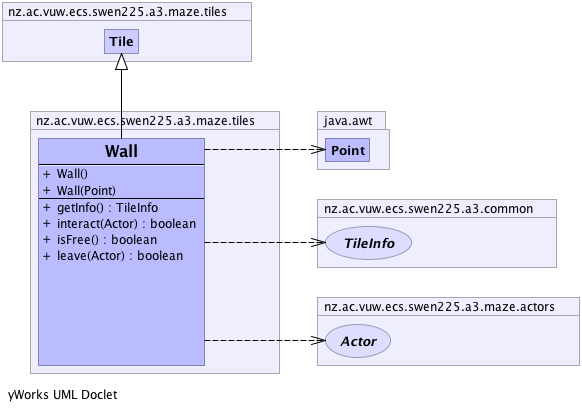 nz.ac.vuw.ecs.swen225.a3.maze.tiles
Tile
nz.ac.vuw.ecs.swen225.a3.maze.tiles
Wall
+ Wall()
+ Wall(Point)
+ getInfo() : TileInfo
+ interact(Actor) : boolean
+ isFree() : boolean
+ leave(Actor) : boolean
java.awt
Point
nz.ac.vuw.ecs.swen225.a3.common
TileInfo
nz.ac.vuw.ecs.swen225.a3.maze.actors
Actor
yWorks UML Doclet